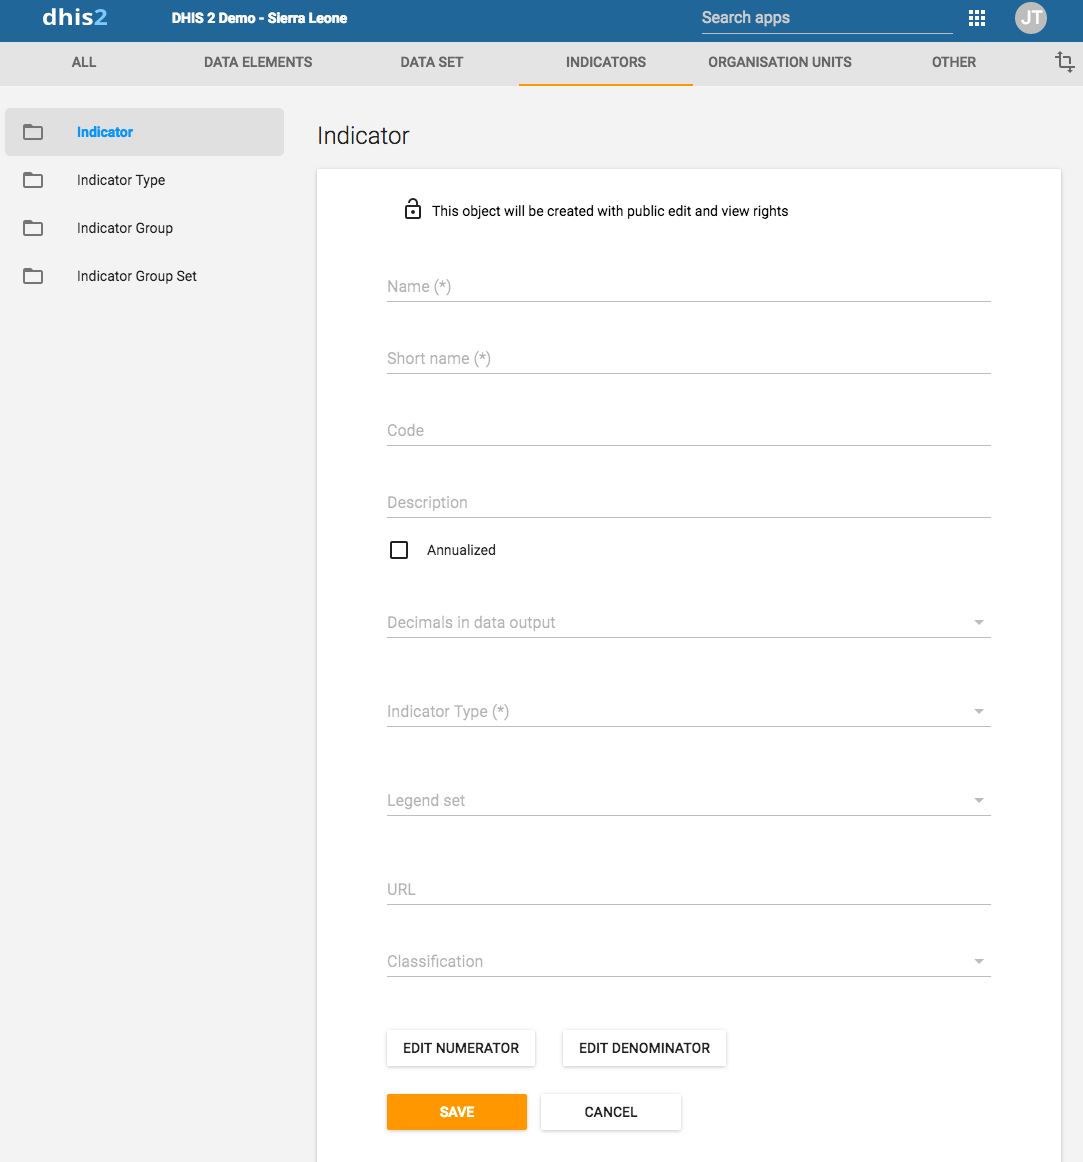 dhis2 DHIS 2 Demo - Sierra Leone Search apps JT
ALL DATA ELEMENTS DATA SET INDICATORS ORGANISATION UNITS OTHER
Indicator
Indicator Type
Indicator Group
Indicator Group Set
Indicator
This object will be created with public edit and view rights
Name (*)
Short name (*)
Code
Description
Annualized
Decimals in data output
Indicator Type (*)
Legend set
URL
Classification
EDIT NUMERATOR EDIT DENOMINATOR
SAVE CANCEL